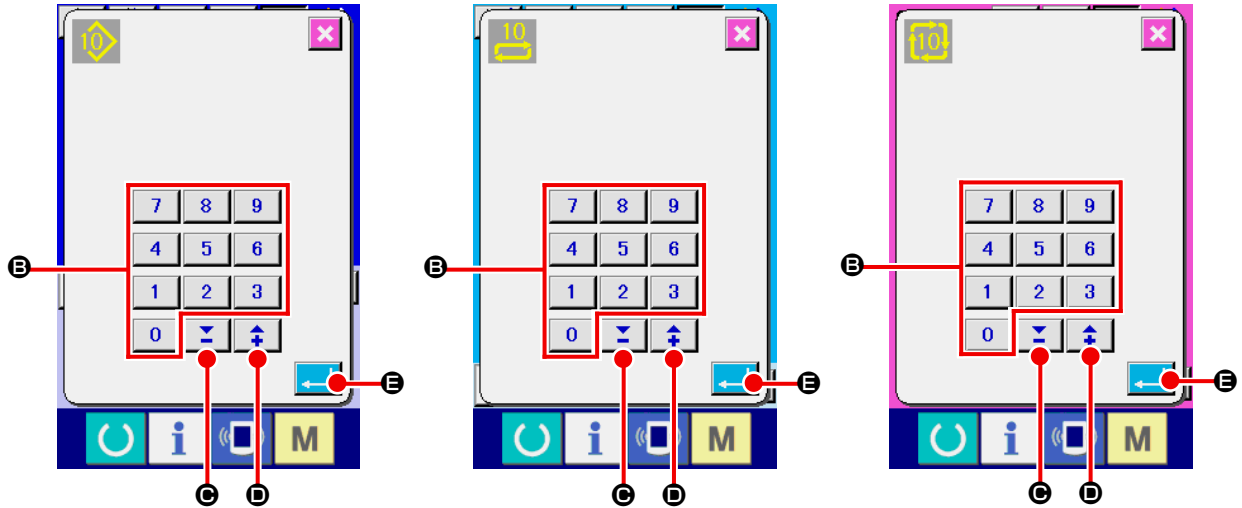 10 × 10 × 10 ×
7 8 9 7 8 9 7 8 9
4 5 6 4 5 6 4 5 6
B B B
1 2 3 1 2 3 1 2 3
0 − + 0 − + 0 − +
E E E
i M i M i M
C D C D C D